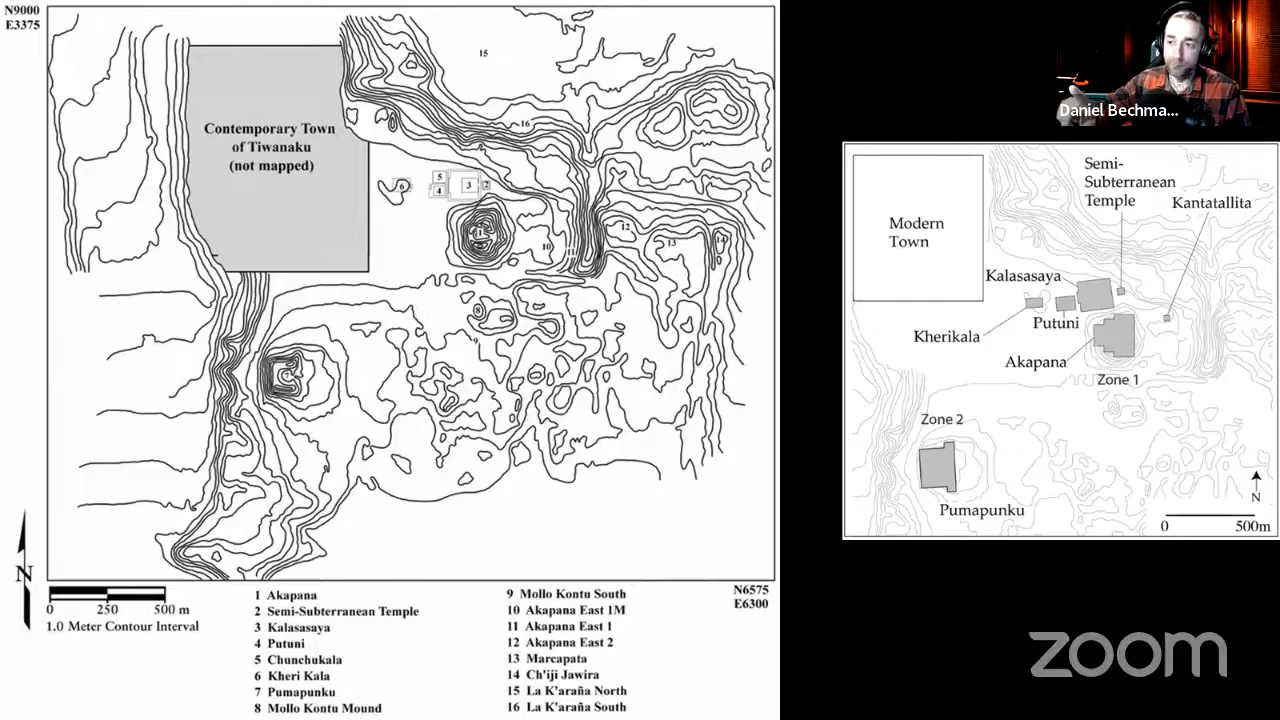 N9000
E3375
Contemporary Town
of Tiwanaku
(not mapped)
15
16
5
6
4
3
2
1
10
11
12
13
14
8
9
N
0 250 500 m
1.0 Meter Contour Interval
N6575
E6300
1 Akapana
2 Semi-Subterranean Temple
3 Kalasasaya
4 Putuni
5 Chunchukala
6 Kheri Kala
7 Pumapunku
8 Mollo Kontu Mound
9 Mollo Kontu South
10 Akapana East 1M
11 Akapana East 1
12 Akapana East 2
13 Marcapata
14 Ch'iji Jawira
15 La K'araña North
16 La K'araña South
Daniel Bechma...
Modern
Town
Semi-
Subterranean
Temple
Kantatallita
Kalasasaya
Kherikala
Putuni
Akapana
Zone 1
Zone 2
Pumapunku
N
0 500m
zoom